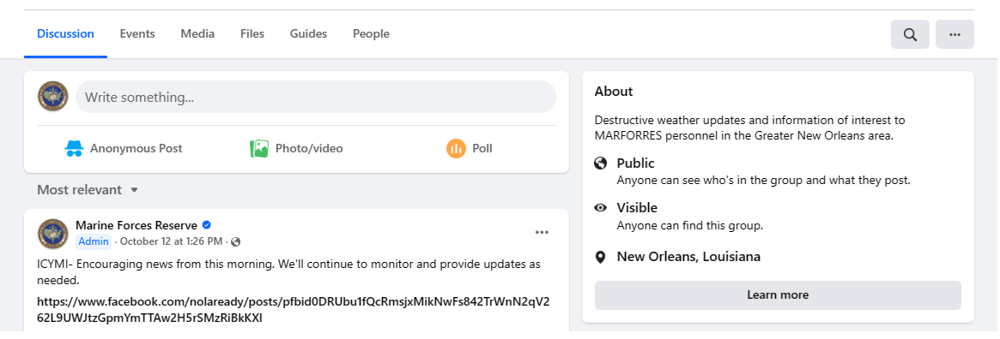 Discussion
Events
Media
Files
Guides
People
Write something...
Anonymous Post
Photo/video
Poll
Most relevant
Marine Forces Reserve
Admin · October 12 at 1:26 PM ·
ICYMI- Encouraging news from this morning. We'll continue to monitor and provide updates as
needed.
https://www.facebook.com/nolaready/posts/pfbid0DRUbu1fQcRmsjxMikNwFs842TrWnN2qV2
62L9UWJtzGpmYmTTAw2H5rSMzRiBkKXl
About
Destructive weather updates and information of interest to
MARFORRES personnel in the Greater New Orleans area.
Public
Anyone can see who's in the group and what they post.
Visible
Anyone can find this group.
New Orleans, Louisiana
Learn more